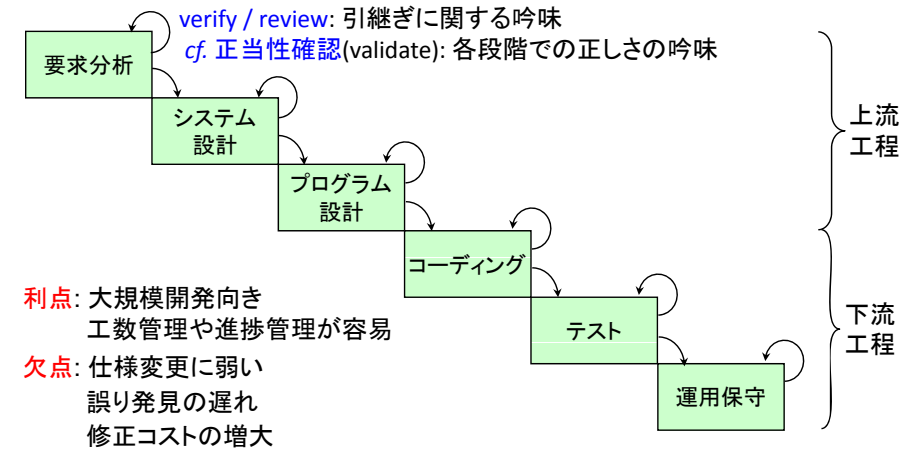 verify / review: 引継ぎに関する吟味
cf. 正当性確認(validate): 各段階での正しさの吟味
要求分析
システム
設計
プログラム
設計
コーディング
テスト
運用保守
上流
工程
下流
工程
利点: 大規模開発向き
工数管理や進捗管理が容易
欠点: 仕様変更に弱い
誤り発見の遅れ
修正コストの増大